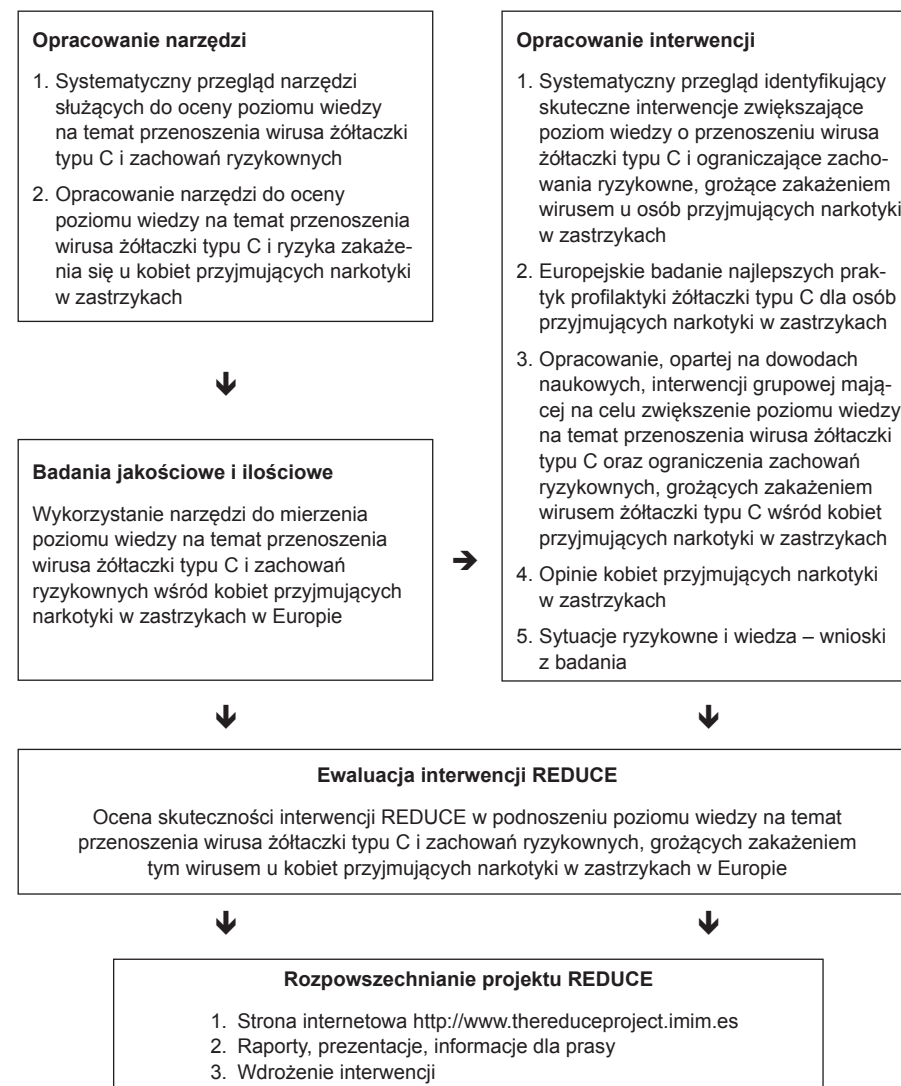 Opracowanie narzędzi
1. Systematyczny przegląd narzędzi
służących do oceny poziomu wiedzy
na temat przenoszenia wirusa żółtaczki
typu C i zachowań ryzykownych
2. Opracowanie narzędzi do oceny
poziomu wiedzy na temat przenoszenia
wirusa żółtaczki typu C i ryzyka zakaże-
nia się u kobiet przyjmujących narkotyki
w zastrzykach
Badania jakościowe i ilościowe
Wykorzystanie narzędzi do mierzenia
poziomu wiedzy na temat przenoszenia
wirusa żółtaczki typu C i zachowań
ryzykownych wśród kobiet przyjmujących
narkotyki w zastrzykach w Europie
Opracowanie interwencji
1. Systematyczny przegląd identyfikujący
skuteczne interwencje zwiększające
poziom wiedzy o przenoszeniu wirusa
żółtaczki typu C i ograniczające zacho-
wania ryzykowne, grożące zakażeniem
wirusem u osób przyjmujących narkotyki
w zastrzykach
2. Europejskie badanie najlepszych prak-
tyk profilaktyki żółtaczki typu C dla osób
przyjmujących narkotyki w zastrzykach
3. Opracowanie, opartej na dowodach
naukowych, interwencji grupowej mają-
cej na celu zwiększenie poziomu wiedzy
na temat przenoszenia wirusa żółtaczki
typu C oraz ograniczenia zachowań
ryzykownych, grożących zakażeniem
wirusem żółtaczki typu C wśród kobiet
przyjmujących narkotyki w zastrzykach
4. Opinie kobiet przyjmujących narkotyki
w zastrzykach
5. Sytuacje ryzykowne i wiedza – wnioski
z badania
Ewaluacja interwencji REDUCE
Ocena skuteczności interwencji REDUCE w podnoszeniu poziomu wiedzy na temat
przenoszenia wirusa żółtaczki typu C i zachowań ryzykownych, grożących zakażeniem
tym wirusem u kobiet przyjmujących narkotyki w zastrzykach w Europie
Rozpowszechnianie projektu REDUCE
1. Strona internetowa http://www.thereduceproject.imim.es
2. Raporty, prezentacje, informacje dla prasy
3. Wdrożenie interwencji